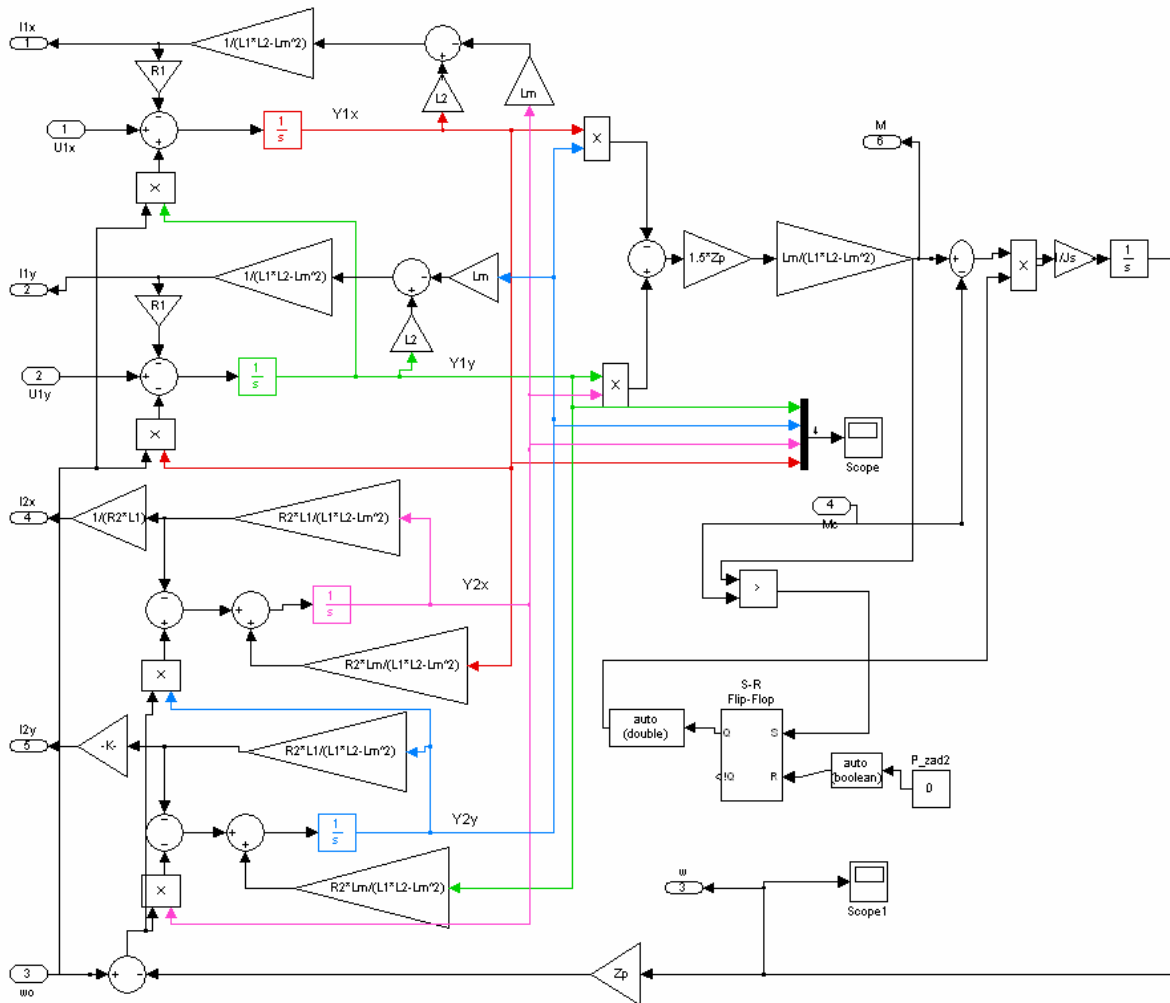 I1x
1
1/(L1*L2-Lm^2)
-
+
R1
L2
Lm
1
U1x
-
+
+
1
s
Y1x
×
M
6
×
I1y
2
1/(L1*L2-Lm^2)
-
+
Lm
-
+
1.5*Zp
Lm/(L1*L2-Lm^2)
+
-
×
1/Js
1
s
R1
L2
2
U1y
-
+
-
1
s
Y1y
×
×
4
Scope
I2x
4
1/(R2*L1)
R2*L1/(L1*L2-Lm^2)
4
Mc
-
+
+
+
1
s
Y2x
>
×
R2*Lm/(L1*L2-Lm^2)
S-R
Flip-Flop
I2y
5
-K-
R2*L1/(L1*L2-Lm^2)
auto
(double)
Q
S
!Q
R
auto
(boolean)
P_zad2
0
-
-
+
+
1
s
Y2y
×
R2*Lm/(L1*L2-Lm^2)
w
3
Scope1
3
wo
+
-
Zp